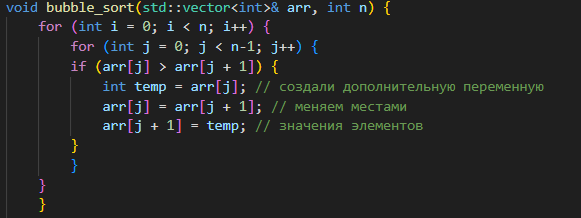 void bubble_sort(std::vector<int>& arr, int n) {
    for (int i = 0; i < n; i++) {
        for (int j = 0; j < n-1; j++) {
        if (arr[j] > arr[j + 1]) {
            int temp = arr[j]; // создали дополнительную переменную
            arr[j] = arr[j + 1]; // меняем местами
            arr[j + 1] = temp; // значения элементов
        }
        }
    }
    }